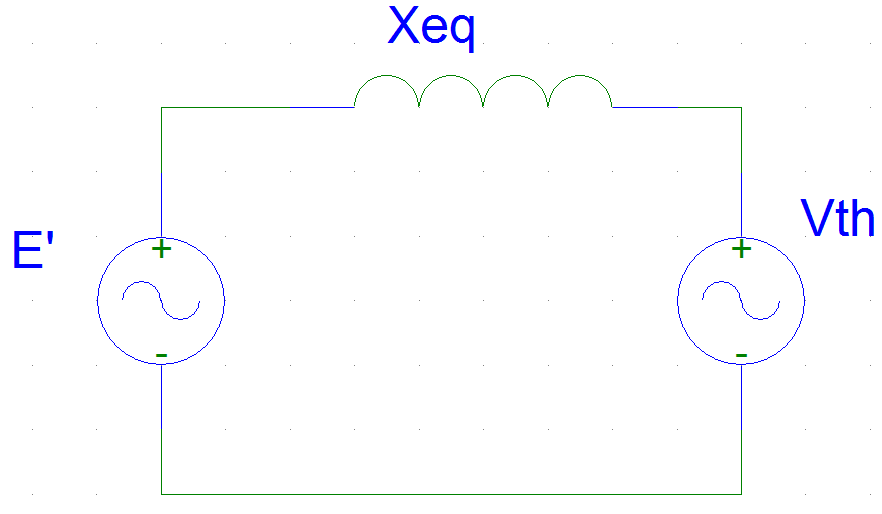 Xeq
E'
Vth
+
+
-
-